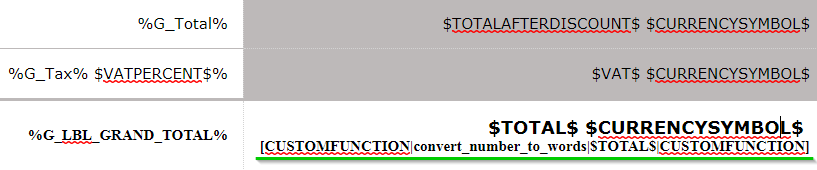 %G_Total% $TOTALAFTERDISCOUNT$ $CURRENCYSYMBOL$
%G_Tax% $VATPERCENT$% $VAT$ $CURRENCYSYMBOL$
%G_LBL_GRAND_TOTAL% $TOTAL$ $CURRENCYSYMBOL$
[CUSTOMFUNCTION|convert_number_to_words|$TOTAL$|CUSTOMFUNCTION]